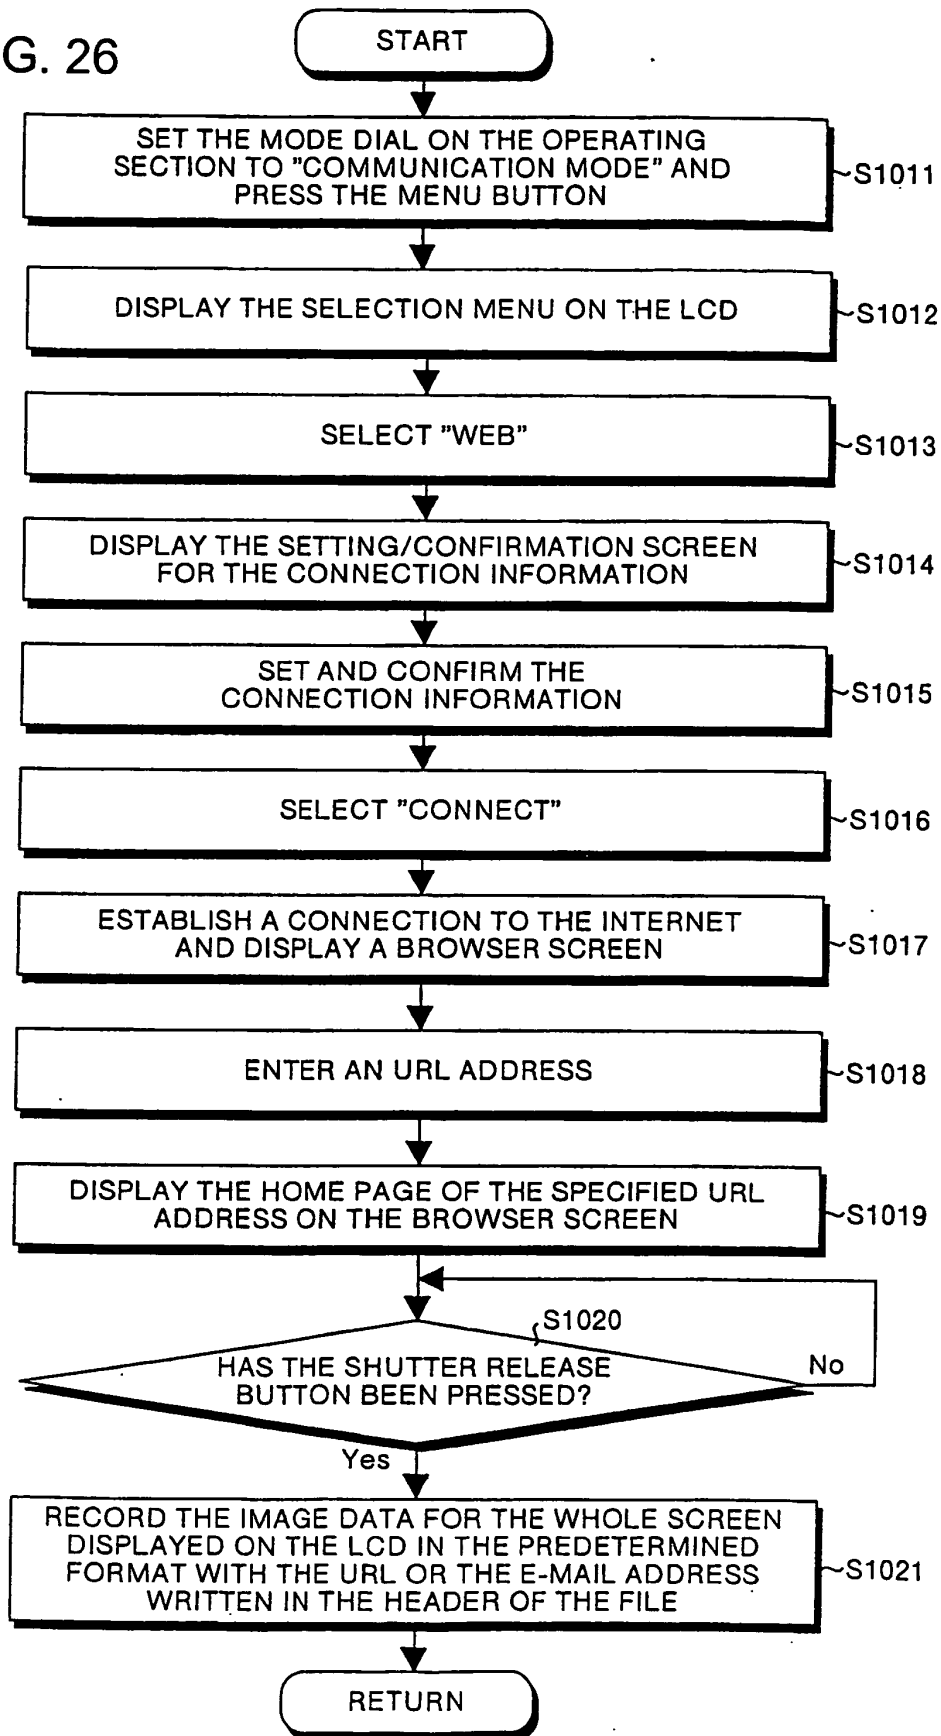 G. 26
START
SET THE MODE DIAL ON THE OPERATING
SECTION TO "COMMUNICATION MODE" AND
PRESS THE MENU BUTTON
S1011
DISPLAY THE SELECTION MENU ON THE LCD
S1012
SELECT "WEB"
S1013
DISPLAY THE SETTING/CONFIRMATION SCREEN
FOR THE CONNECTION INFORMATION
S1014
SET AND CONFIRM THE
CONNECTION INFORMATION
S1015
SELECT "CONNECT"
S1016
ESTABLISH A CONNECTION TO THE INTERNET
AND DISPLAY A BROWSER SCREEN
S1017
ENTER AN URL ADDRESS
S1018
DISPLAY THE HOME PAGE OF THE SPECIFIED URL
ADDRESS ON THE BROWSER SCREEN
S1019
S1020
HAS THE SHUTTER RELEASE
BUTTON BEEN PRESSED?
No
Yes
RECORD THE IMAGE DATA FOR THE WHOLE SCREEN
DISPLAYED ON THE LCD IN THE PREDETERMINED
FORMAT WITH THE URL OR THE E-MAIL ADDRESS
WRITTEN IN THE HEADER OF THE FILE
S1021
RETURN